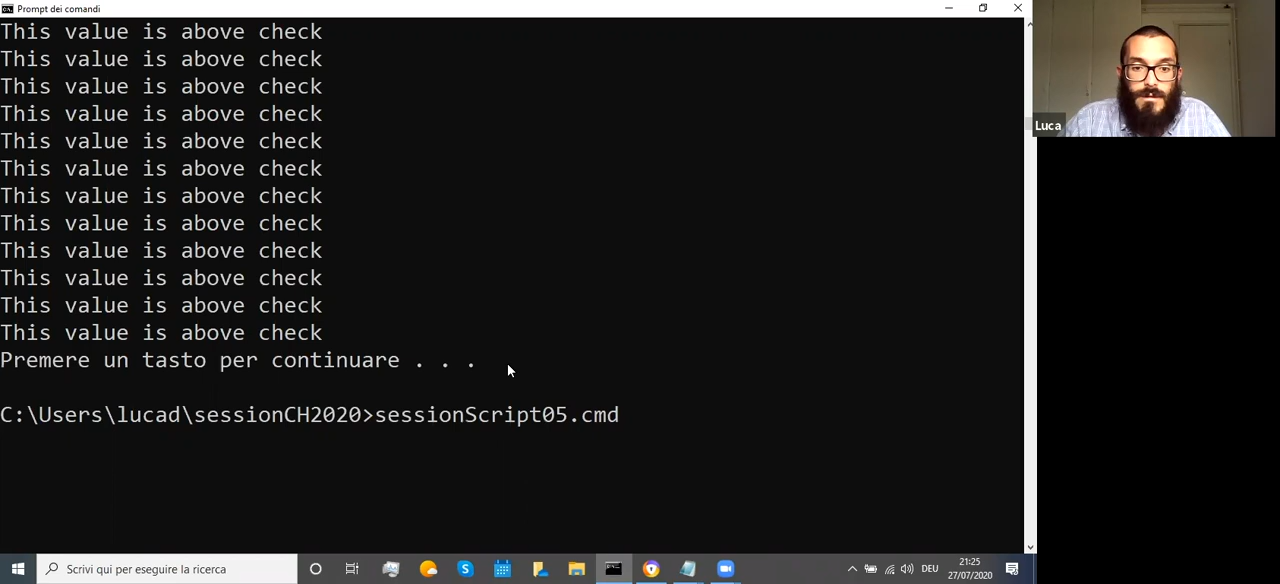 Prompt dei comandi
This value is above check
This value is above check
This value is above check
This value is above check
This value is above check
This value is above check
This value is above check
This value is above check
This value is above check
This value is above check
This value is above check
This value is above check
Premere un tasto per continuare . . .
C:\Users\lucad\sessionCH2020>sessionScript05.cmd
Luca
Scrivi qui per eseguire la ricerca
DEU
21:25
27/07/2020